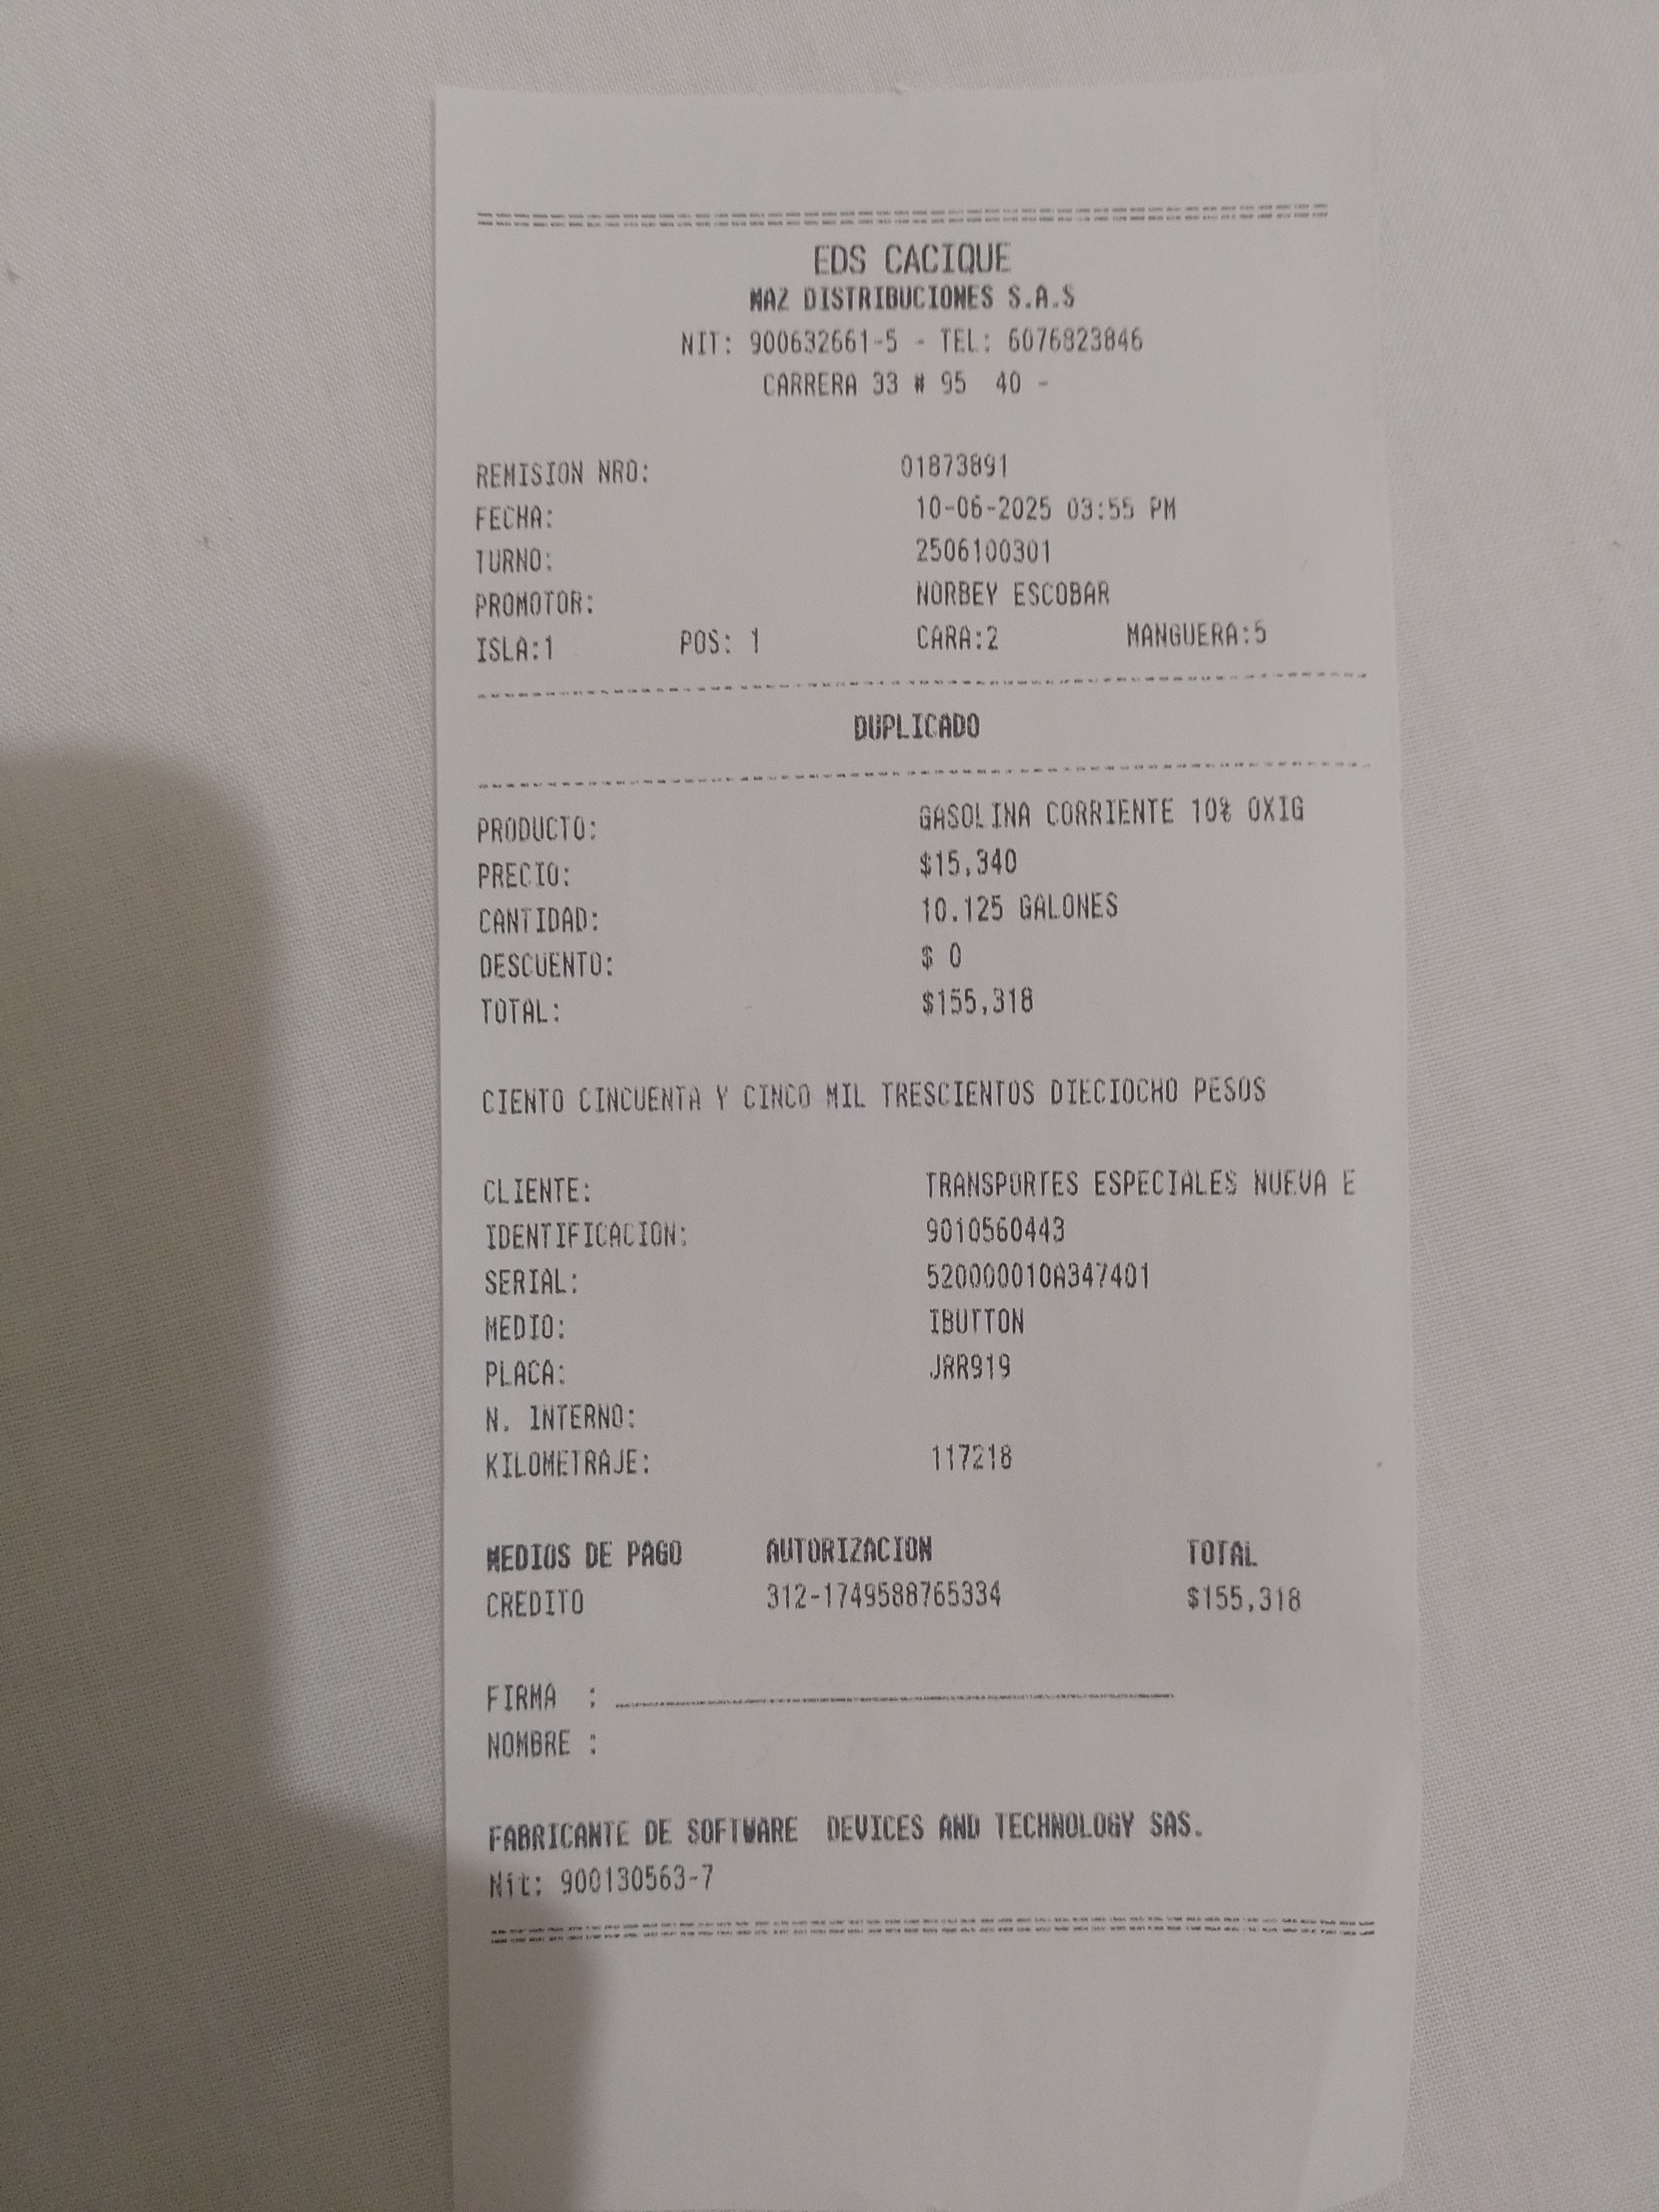 EDS CACIQUE
MAZ DISTRIBUCIONES S.A.S
NIT: 900632661-5 - TEL: 6076823846
CARRERA 33 # 95 40 -
REMISION NRO: 01873891
FECHA: 10-06-2025 03:55 PM
TURNO: 2506100301
PROMOTOR: NORBEY ESCOBAR
ISLA:1 POS: 1 CARA:2 MANGUERA:5
DUPLICADO
PRODUCTO: GASOLINA CORRIENTE 10% OXIG
PRECIO: $15,340
CANTIDAD: 10.125 GALONES
DESCUENTO: $ 0
TOTAL: $155,318
CIENTO CINCUENTA Y CINCO MIL TRESCIENTOS DIECIOCHO PESOS
CLIENTE: TRANSPORTES ESPECIALES NUEVA E
IDENTIFICACION: 9010560443
SERIAL: 520000010A347401
MEDIO: IBUTTON
PLACA: JRR919
N. INTERNO:
KILOMETRAJE: 117218
MEDIOS DE PAGO AUTORIZACION TOTAL
CREDITO 312-1749588765334 $155,318
FIRMA :
NOMBRE :
FABRICANTE DE SOFTWARE DEVICES AND TECHNOLOGY SAS.
Nit: 900130563-7